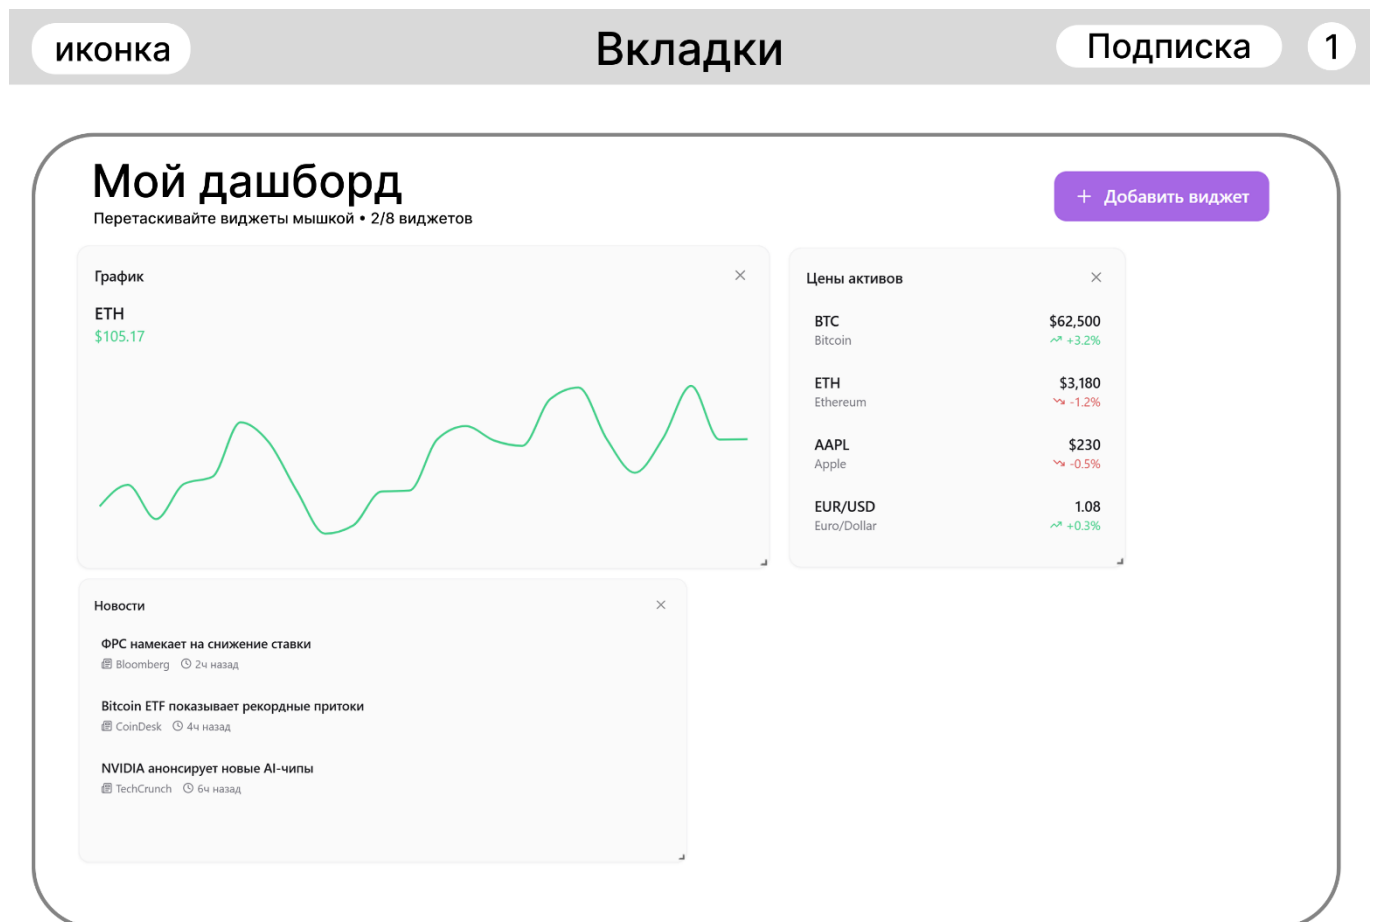 иконка
Вкладки
Подписка
1
Мой дашборд
Перетаскивайте виджеты мышкой • 2/8 виджетов
+ Добавить виджет
График
ETH
$105.17
Цены активов
BTC $62,500
Bitcoin +3.2%
ETH $3,180
Ethereum -1.2%
AAPL $230
Apple -0.5%
EUR/USD 1.08
Euro/Dollar +0.3%
Новости
ФРС намекает на снижение ставки
Bloomberg 2ч назад
Bitcoin ETF показывает рекордные притоки
CoinDesk 4ч назад
NVIDIA анонсирует новые AI-чипы
TechCrunch 6ч назад